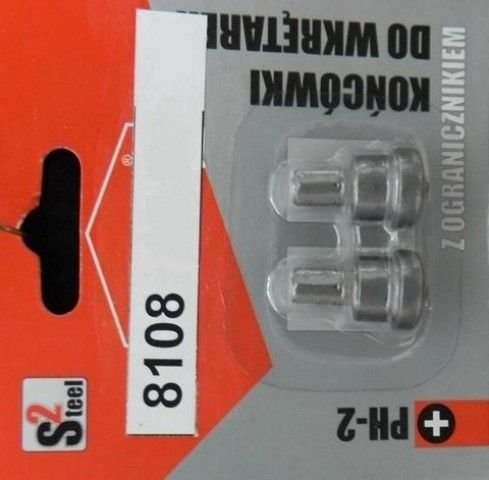 KOŃCÓWKI
DO WKRĘTAREK
Z OGRANICZNIKIEM
PH-2
8108
S2 Steel
®